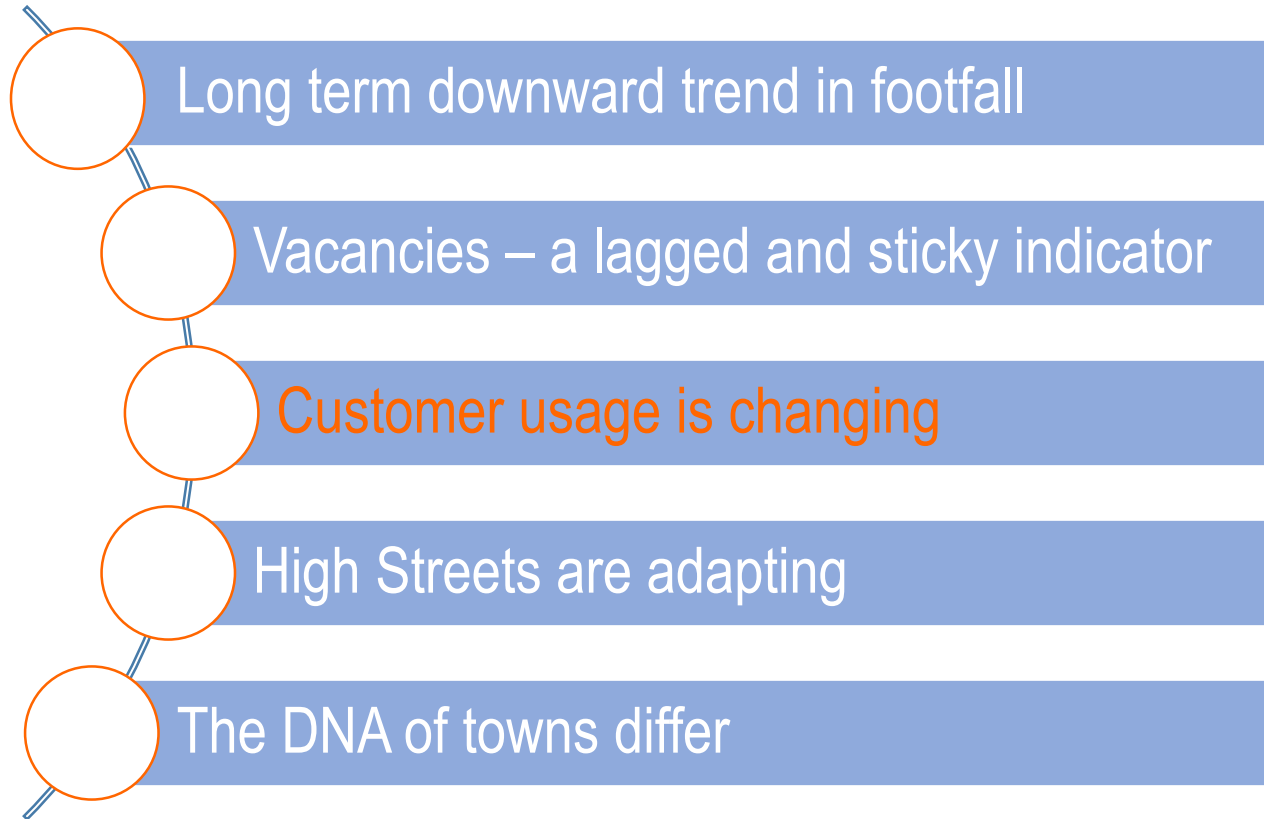 Long term downward trend in footfall
Vacancies – a lagged and sticky indicator
Customer usage is changing
High Streets are adapting
The DNA of towns differ